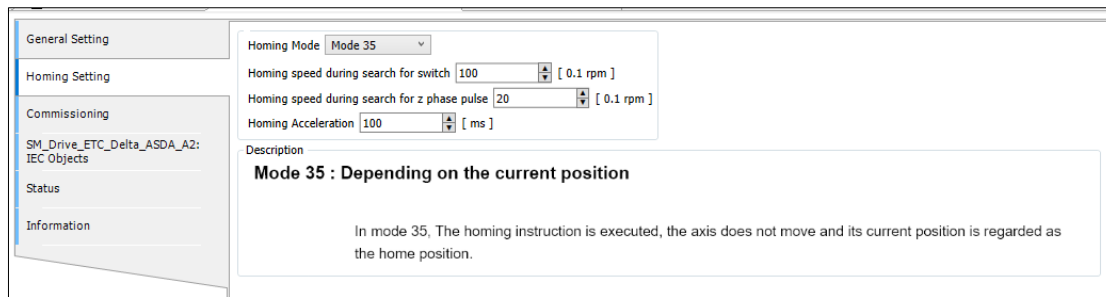 General Setting
Homing Setting
Commissioning
SM_Drive_ETC_Delta_ASDA_A2:
IEC Objects
Status
Information
Homing Mode Mode 35
Homing speed during search for switch 100 [ 0.1 rpm ]
Homing speed during search for z phase pulse 20 [ 0.1 rpm ]
Homing Acceleration 100 [ ms ]
Description
Mode 35 : Depending on the current position
In mode 35, The homing instruction is executed, the axis does not move and its current position is regarded as
the home position.